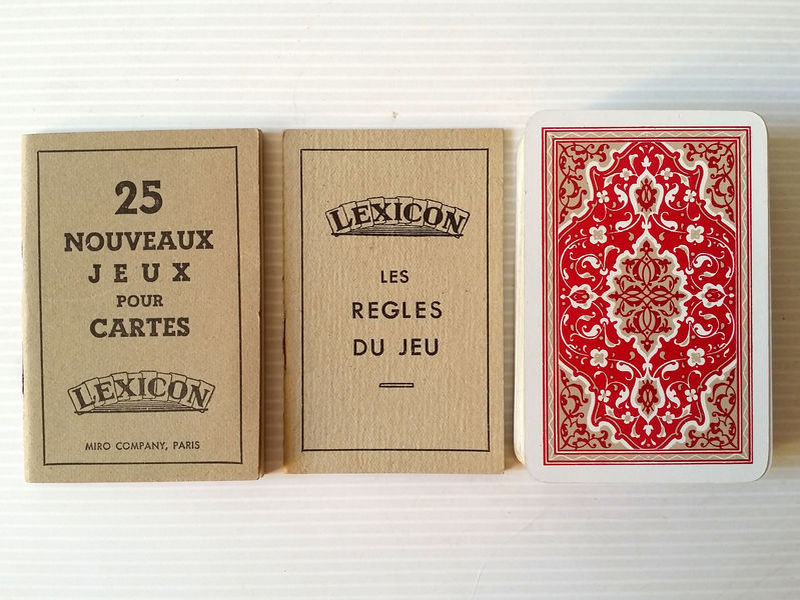 25
NOUVEAUX
JEUX
POUR
CARTES
LEXICON
MIRO COMPANY, PARIS
LEXICON
LES
REGLES
DU JEU